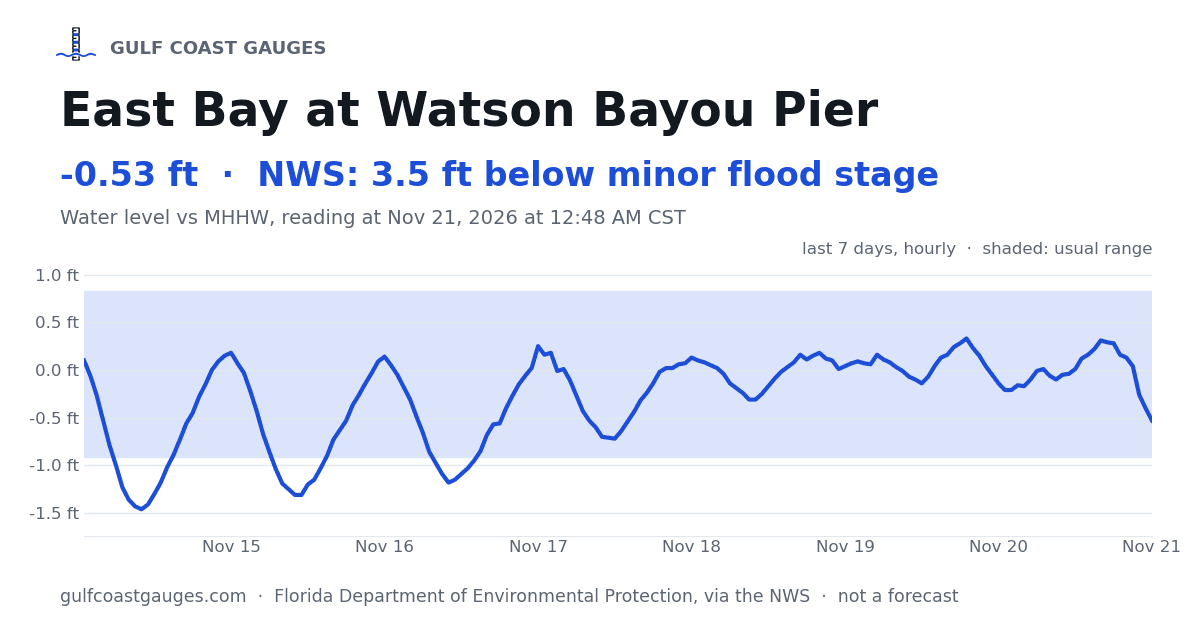 GULF COAST GAUGES
East Bay at Watson Bayou Pier
-0.53 ft · NWS: 3.5 ft below minor flood stage
Water level vs MHHW, reading at Nov 21, 2026 at 12:48 AM CST
last 7 days, hourly · shaded: usual range
1.0 ft
0.5 ft
0.0 ft
-0.5 ft
-1.0 ft
-1.5 ft
Nov 15 Nov 16 Nov 17 Nov 18 Nov 19 Nov 20 Nov 21
gulfcoastgauges.com · Florida Department of Environmental Protection, via the NWS · not a forecast